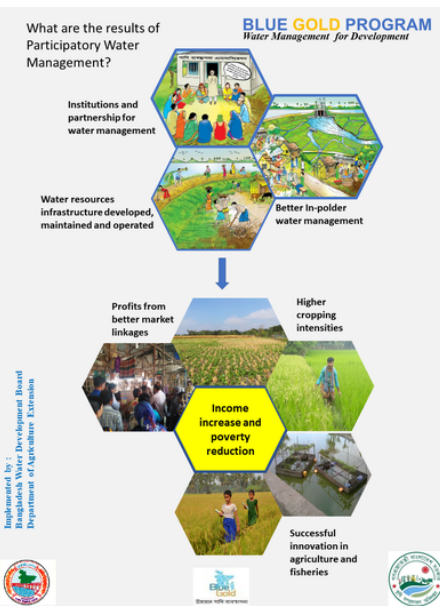 What are the results of
Participatory Water
Management?
BLUE GOLD PROGRAM
Water Management for Development
Institutions and
partnership for
water management
Water resources
infrastructure developed,
maintained and operated
Better In-polder
water management
Profits from
better market
linkages
Higher
cropping
intensities
Income
increase and
poverty
reduction
Successful
innovation in
agriculture and
fisheries
Implemented by :
Bangladesh Water Development Board
Department of Agriculture Extension
Blue
Gold